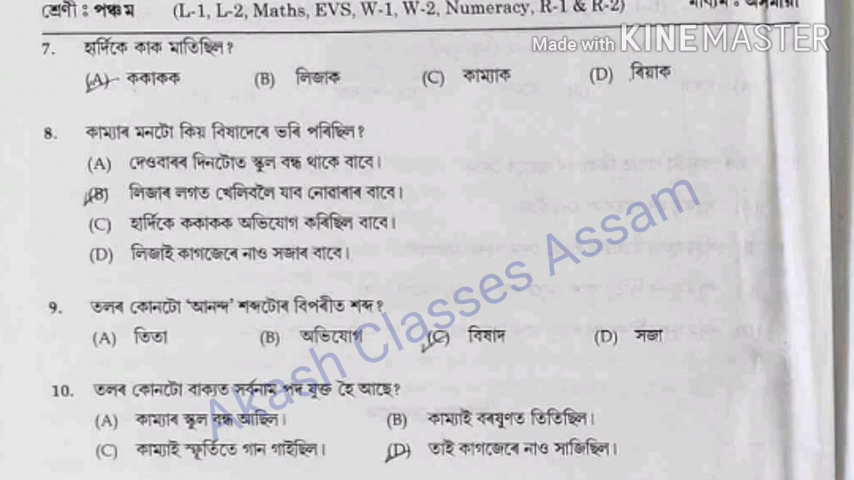 শ্ৰেণী : পঞ্চম (L-1, L-2, Maths, EVS, W-1, W-2, Numeracy, R-1 & R-2) মাধ্যম : অসমীয়া
Made with KINEMASTER
7. হাৰ্দিকে কাক মাতিছিল?
(A) ককাকক (B) লিজাক (C) কাম্যাক (D) ৰিয়াক
8. কাম্যাৰ মনটো কিয় বিষাদেৰে ভৰি পৰিছিল?
(A) দেওবাৰৰ দিনটোত স্কুল বন্ধ থাকে বাবে।
(B) লিজাৰ লগত খেলিবলৈ যাব নোৱাৰাৰ বাবে।
(C) হাৰ্দিকে ককাকক অভিযোগ কৰিছিল বাবে।
(D) লিজাই কাগজেৰে নাও সজাৰ বাবে।
9. তলৰ কোনটো ‘আনন্দ’ শব্দটোৰ বিপৰীত শব্দ?
(A) তিতা (B) অভিযোগ (C) বিষাদ (D) সজা
10. তলৰ কোনটো বাক্যত সৰ্বনাম পদ যুক্ত হৈ আছে?
(A) কাম্যাৰ স্কুল বন্ধ আছিল। (B) কাম্যাই বৰষুণত তিতিছিল।
(C) কাম্যাই স্ফূৰ্তিতে গান গাইছিল। (D) তাই কাগজেৰে নাও সাজিছিল।
Akash Classes Assam